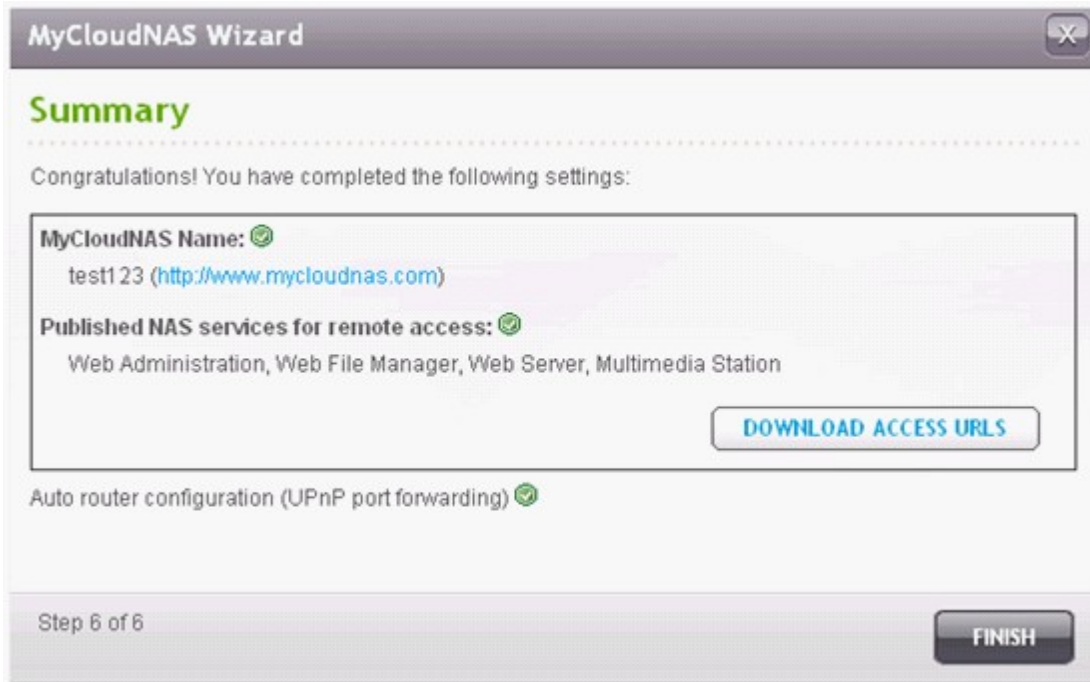 MyCloudNAS Wizard
X
Summary
Congratulations! You have completed the following settings:
MyCloudNAS Name:
test123 (http://www.mycloudnas.com)
Published NAS services for remote access:
Web Administration, Web File Manager, Web Server, Multimedia Station
DOWNLOAD ACCESS URLS
Auto router configuration (UPnP port forwarding)
Step 6 of 6
FINISH